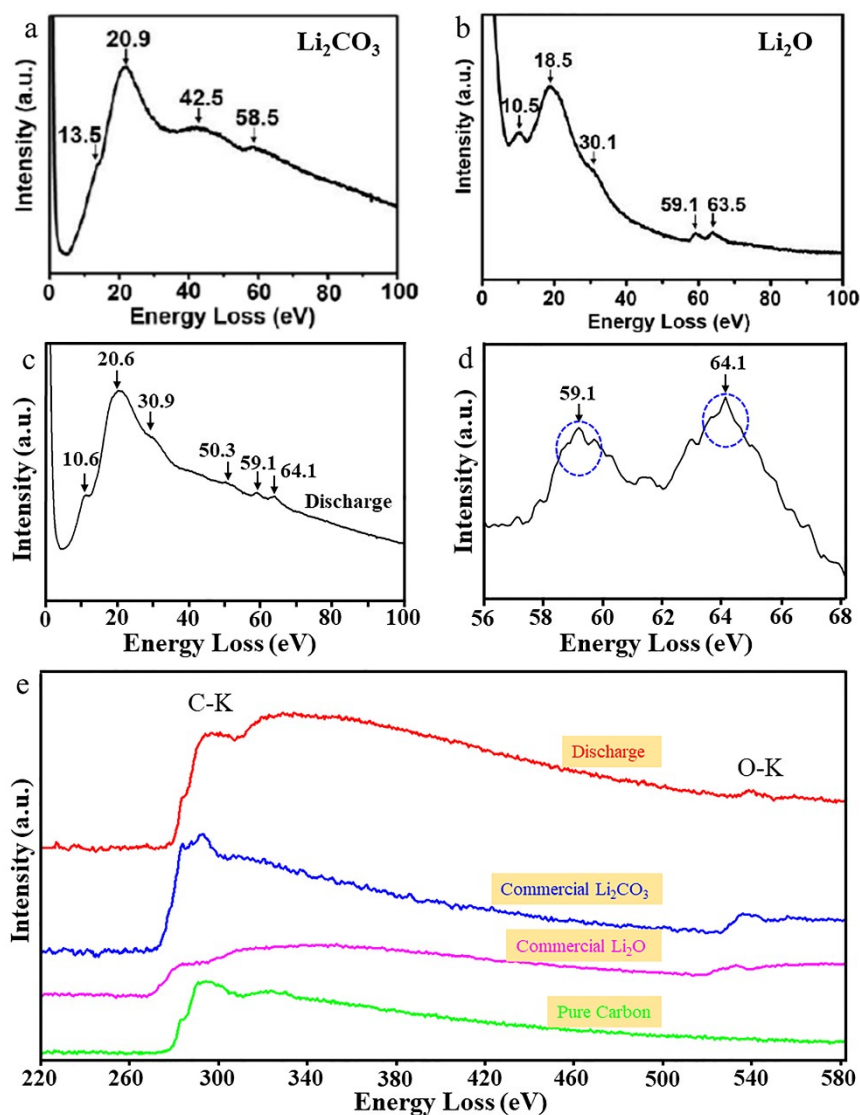 a
Li₂CO₃
20.9
42.5
58.5
13.5
Intensity (a.u.)
0 20 40 60 80 100
Energy Loss (eV)
b
Li₂O
18.5
10.5
30.1
59.1 63.5
Intensity (a.u.)
0 20 40 60 80 100
Energy Loss (eV)
c
20.6
30.9
10.6
50.3
59.1
64.1
Discharge
Intensity (a.u.)
0 20 40 60 80 100
Energy Loss (eV)
d
64.1
59.1
Intensity (a.u.)
56 58 60 62 64 66 68
Energy Loss (eV)
e
C-K
Discharge
O-K
Commercial Li₂CO₃
Commercial Li₂O
Pure Carbon
Intensity (a.u.)
220 260 300 340 380 420 460 500 540 580
Energy Loss (eV)